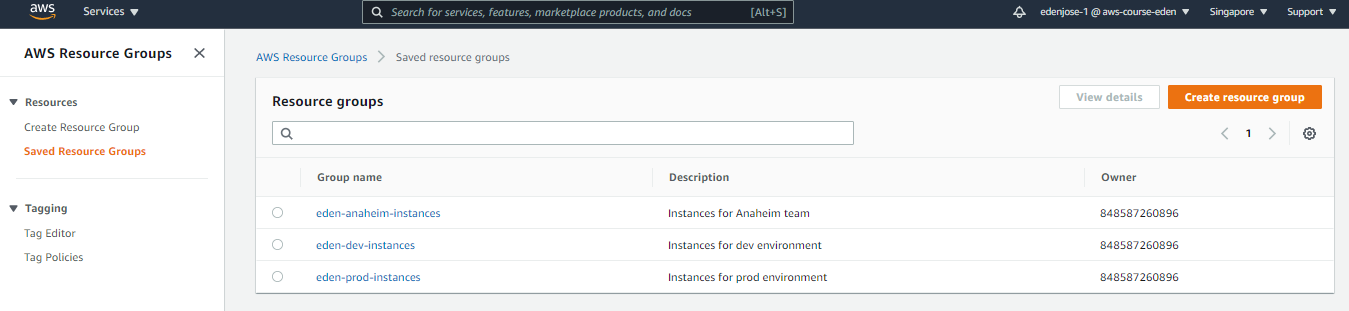 aws Services Search for services, features, marketplace products, and docs [Alt+S] edenjose-1 @ aws-course-eden Singapore Support
AWS Resource Groups
Resources
Create Resource Group
Saved Resource Groups
Tagging
Tag Editor
Tag Policies
AWS Resource Groups Saved resource groups
Resource groups View details Create resource group
1
Group name Description Owner
eden-anaheim-instances Instances for Anaheim team 848587260896
eden-dev-instances Instances for dev environment 848587260896
eden-prod-instances Instances for prod environment 848587260896